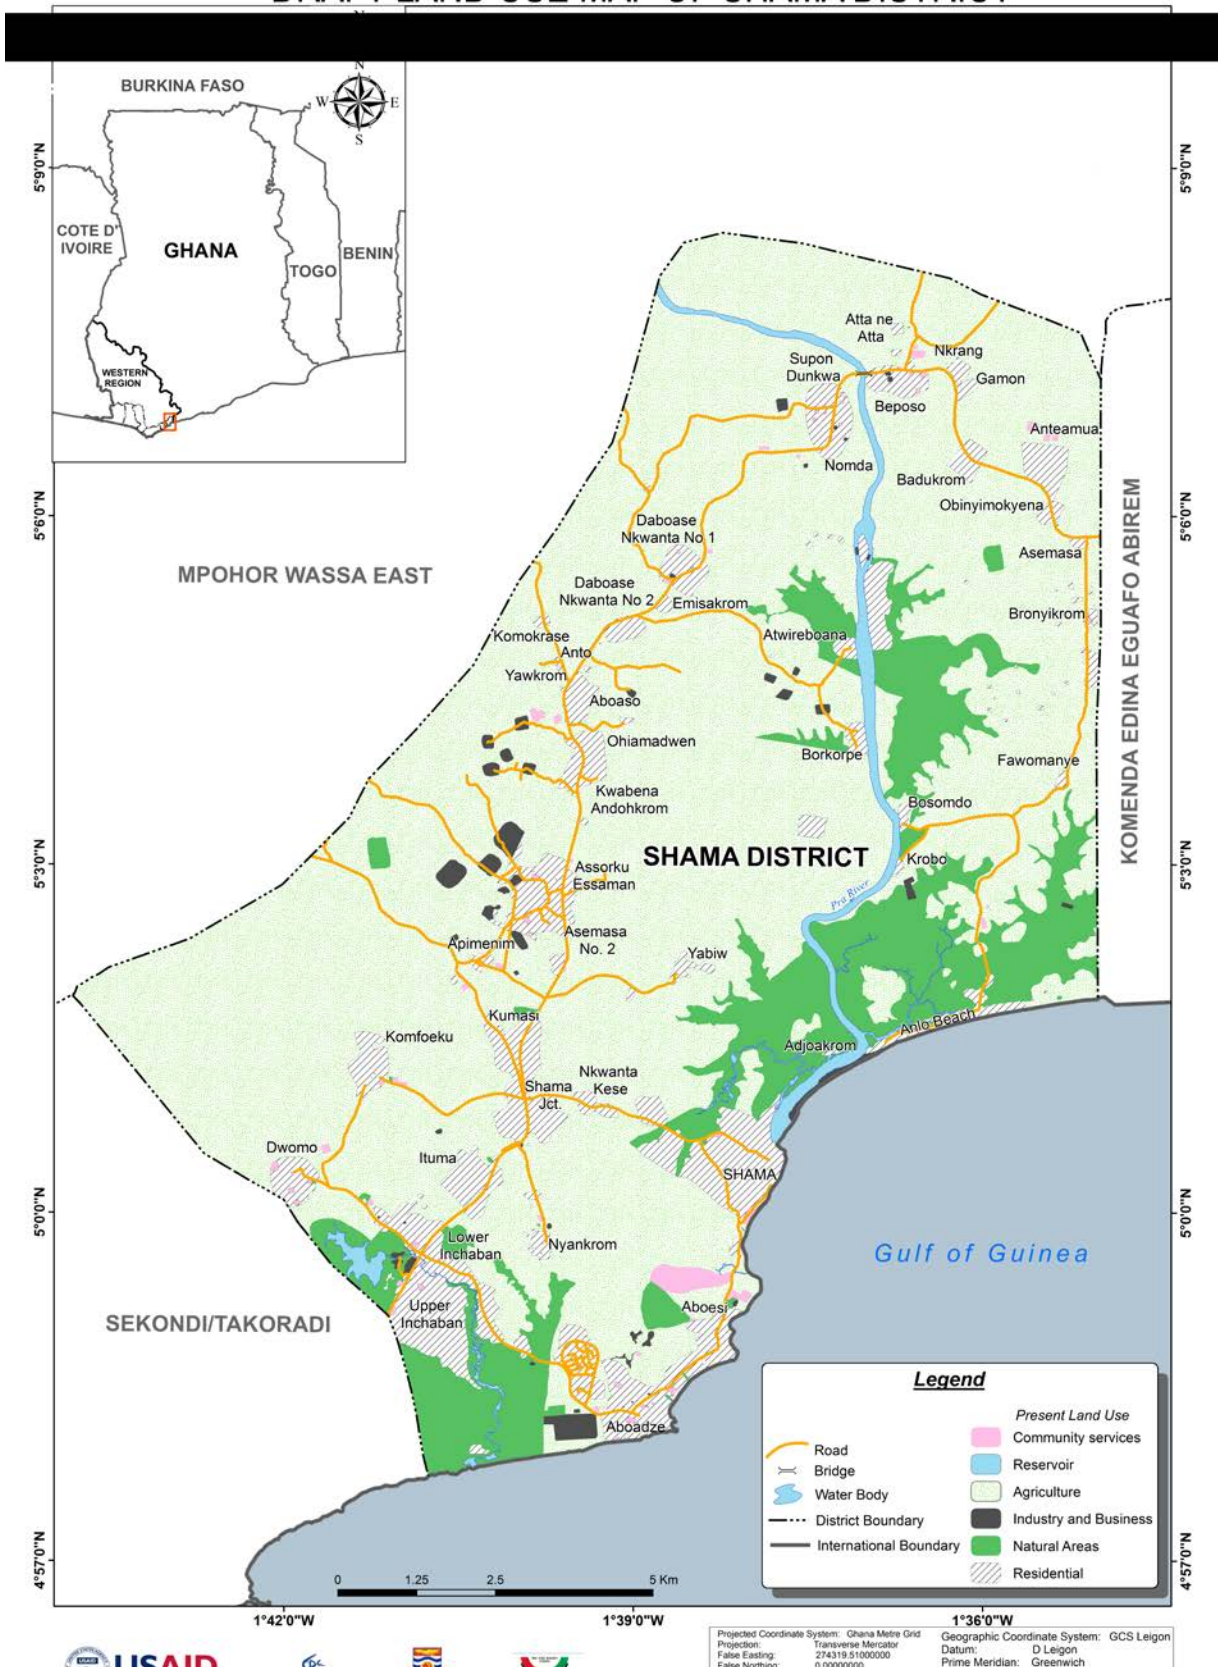 N
N
W
E
S
BURKINA FASO
COTE D'
IVOIRE
GHANA
TOGO
BENIN
WESTERN
REGION
5°9'0"N
5°9'0"N
Atta ne
Atta
Nkrang
Supon
Dunkwa
Gamon
Beposo
Anteamua
Nomda
Badukrom
Obinyimokyena
5°6'0"N
5°6'0"N
Daboase
Nkwanta No 1
Asemasa
MPOHOR WASSA EAST
Daboase
Nkwanta No 2
Emisakrom
Bronyikrom
Komokrase
Anto
Atwireboana
Yawkrom
Aboaso
KOMENDA EDINA EGUAFO ABIREM
Ohiamadwen
Borkorpe
Fawomanye
Kwabena
Andohkrom
Bosomdo
SHAMA DISTRICT
Krobo
5°3'0"N
5°3'0"N
Assorku
Essaman
Pra River
Apimenim
Asemasa
No. 2
Yabiw
Kumasi
Anlo Beach
Komfoeku
Adjoakrom
Nkwanta
Kese
Shama
Jct.
Dwomo
Ituma
SHAMA
5°0'0"N
5°0'0"N
Lower
Inchaban
Nyankrom
Gulf of Guinea
Upper
Inchaban
Aboesi
SEKONDI/TAKORADI
Aboadze
Legend
Present Land Use
Road
Bridge
Water Body
District Boundary
International Boundary
Community services
Reservoir
Agriculture
Industry and Business
Natural Areas
Residential
4°57'0"N
4°57'0"N
0 1.25 2.5 5 Km
1°42'0"W
1°39'0"W
1°36'0"W
USAID
Projected Coordinate System: Ghana Metre Grid
Projection: Transverse Mercator
False Easting: 274319.51000000
False Northing: 0.00000000
Geographic Coordinate System: GCS Leigon
Datum: D Leigon
Prime Meridian: Greenwich